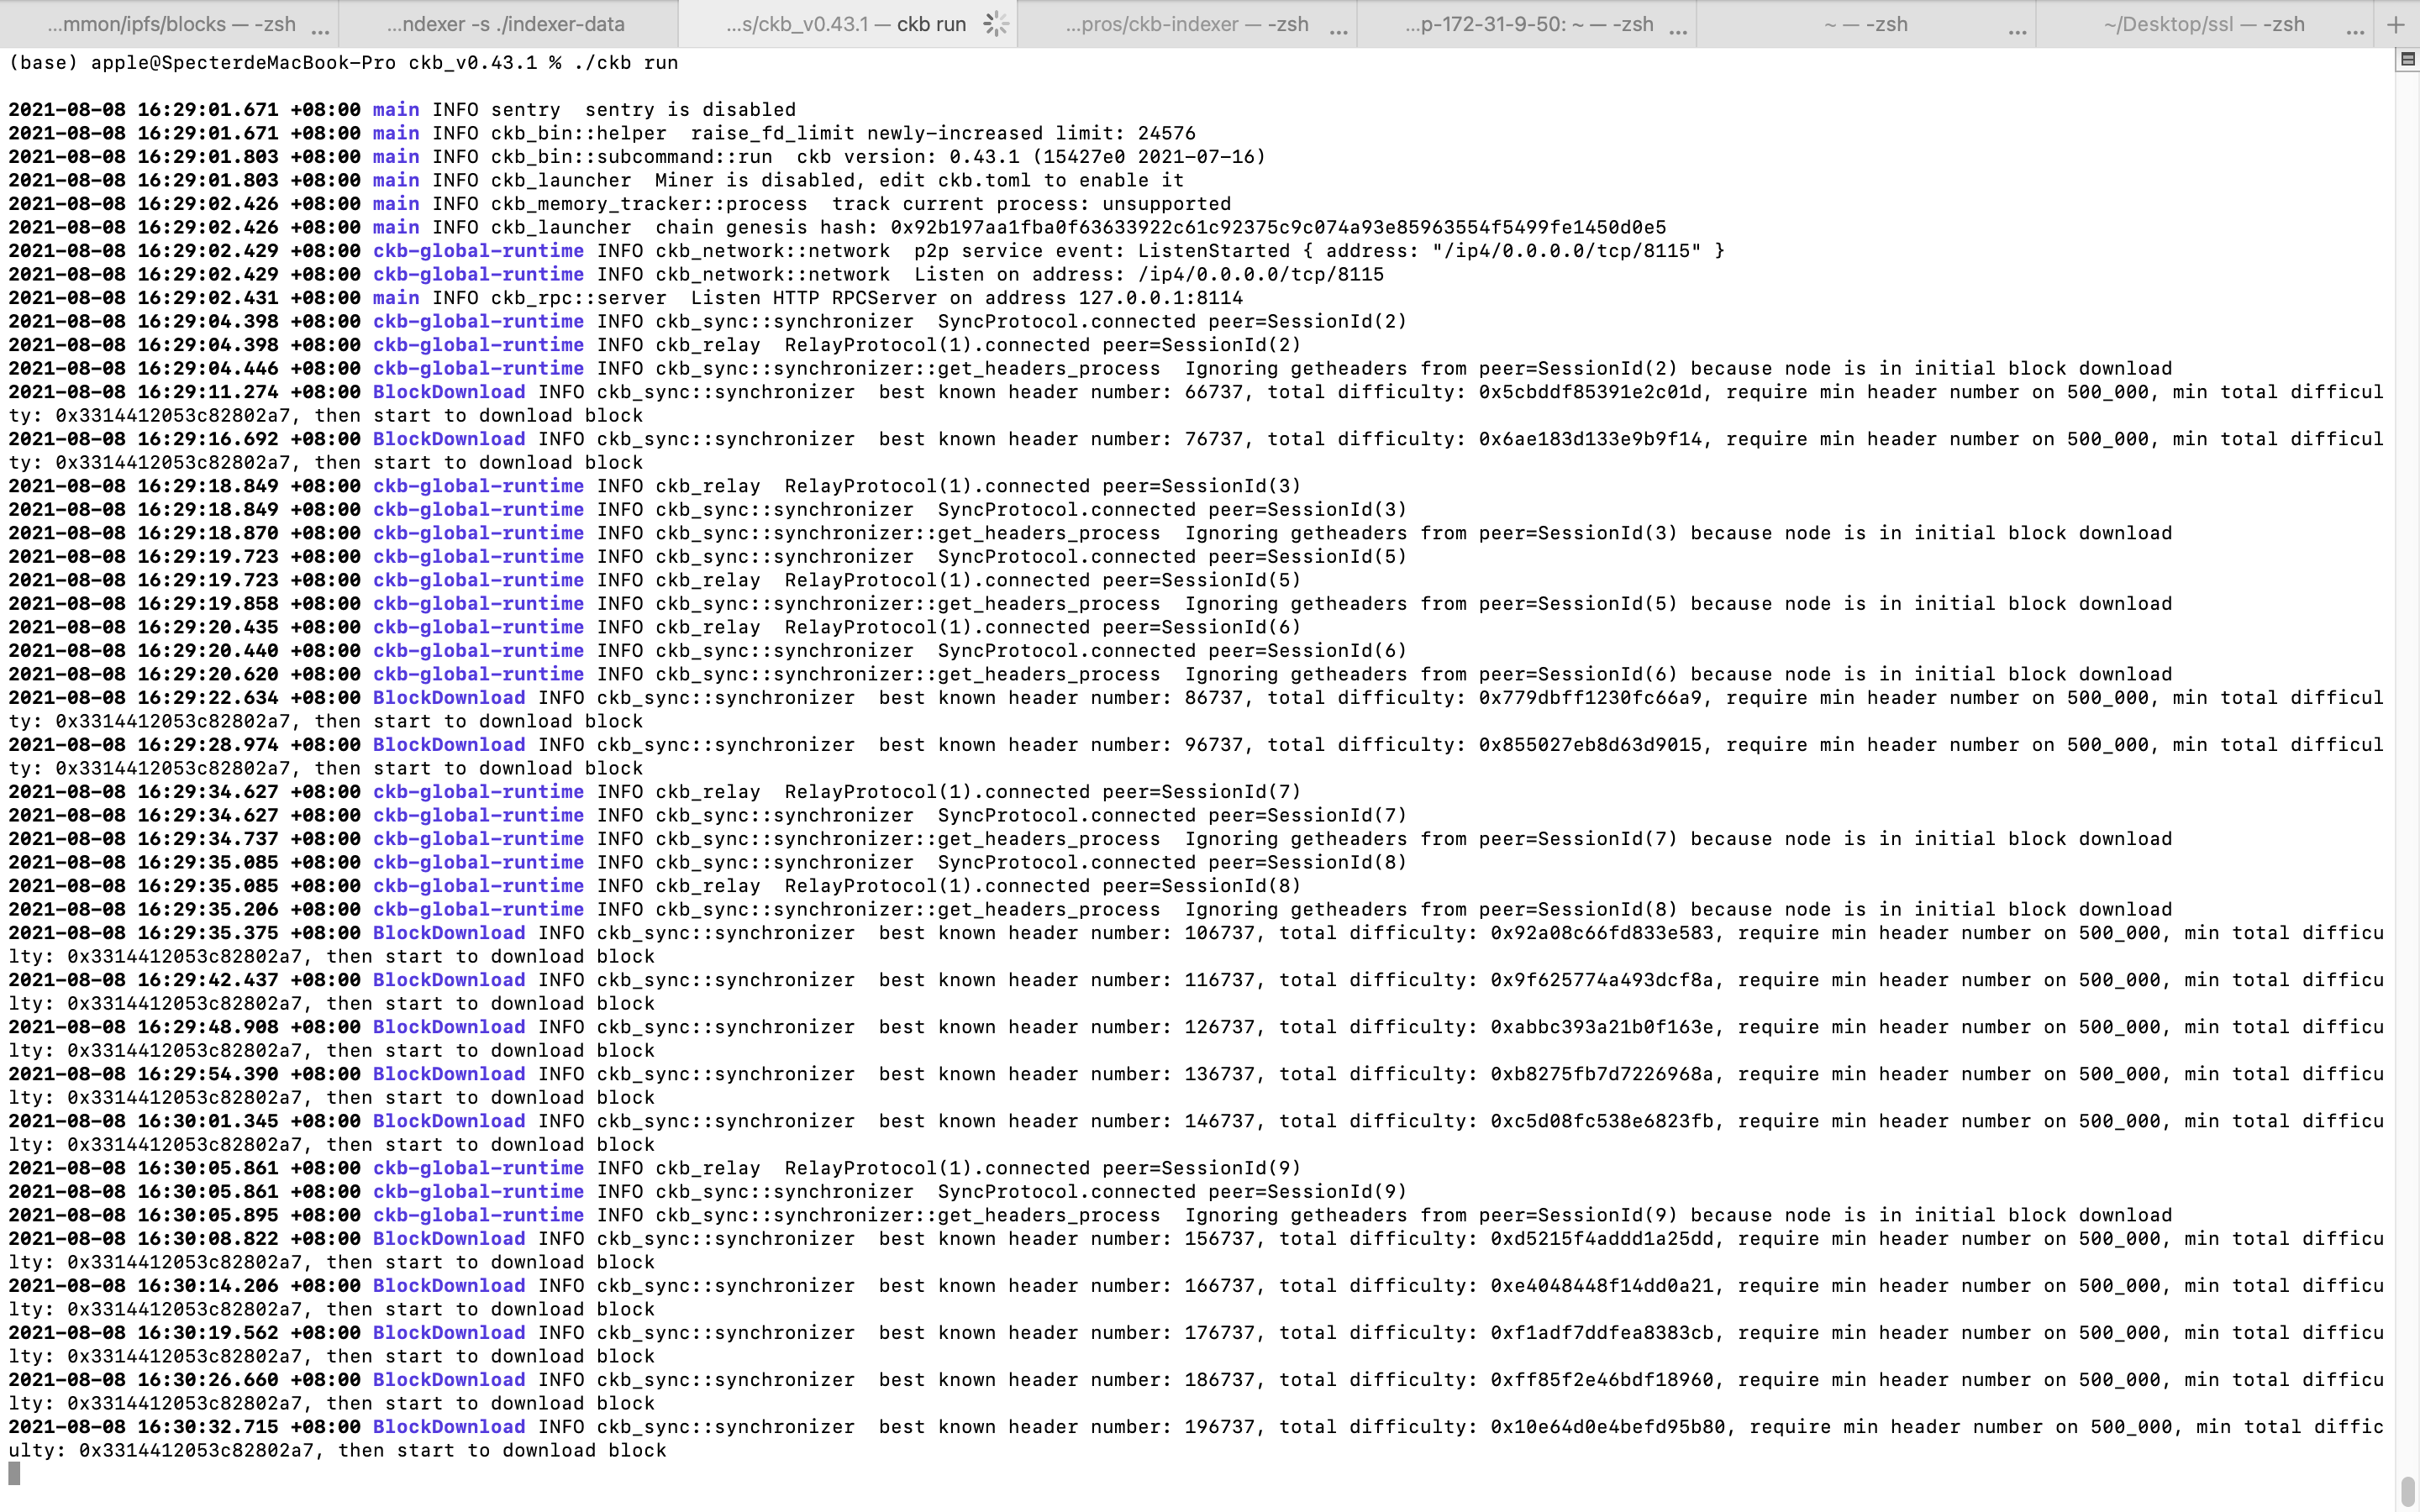 ...mmon/ipfs/blocks — -zsh ...
...ndexer -s ./indexer-data
...s/ckb_v0.43.1 — ckb run
...pros/ckb-indexer — -zsh ...
...p-172-31-9-50: ~ — -zsh ...
~ — -zsh ...
~/Desktop/ssl — -zsh ...
(base) apple@SpecterdeMacBook-Pro ckb_v0.43.1 % ./ckb run
2021-08-08 16:29:01.671 +08:00 main INFO sentry  sentry is disabled
2021-08-08 16:29:01.671 +08:00 main INFO ckb_bin::helper  raise_fd_limit newly-increased limit: 24576
2021-08-08 16:29:01.803 +08:00 main INFO ckb_bin::subcommand::run  ckb version: 0.43.1 (15427e0 2021-07-16)
2021-08-08 16:29:01.803 +08:00 main INFO ckb_launcher  Miner is disabled, edit ckb.toml to enable it
2021-08-08 16:29:02.426 +08:00 main INFO ckb_memory_tracker::process  track current process: unsupported
2021-08-08 16:29:02.426 +08:00 main INFO ckb_launcher  chain genesis hash: 0x92b197aa1fba0f63633922c61c92375c9c074a93e85963554f5499fe1450d0e5
2021-08-08 16:29:02.429 +08:00 ckb-global-runtime INFO ckb_network::network  p2p service event: ListenStarted { address: "/ip4/0.0.0.0/tcp/8115" }
2021-08-08 16:29:02.429 +08:00 ckb-global-runtime INFO ckb_network::network  Listen on address: /ip4/0.0.0.0/tcp/8115
2021-08-08 16:29:02.431 +08:00 main INFO ckb_rpc::server  Listen HTTP RPCServer on address 127.0.0.1:8114
2021-08-08 16:29:04.398 +08:00 ckb-global-runtime INFO ckb_sync::synchronizer  SyncProtocol.connected peer=SessionId(2)
2021-08-08 16:29:04.398 +08:00 ckb-global-runtime INFO ckb_relay  RelayProtocol(1).connected peer=SessionId(2)
2021-08-08 16:29:04.446 +08:00 ckb-global-runtime INFO ckb_sync::synchronizer::get_headers_process  Ignoring getheaders from peer=SessionId(2) because node is in initial block download
2021-08-08 16:29:11.274 +08:00 BlockDownload INFO ckb_sync::synchronizer  best known header number: 66737, total difficulty: 0x5cbddf85391e2c01d, require min header number on 500_000, min total difficul
ty: 0x3314412053c82802a7, then start to download block
2021-08-08 16:29:16.692 +08:00 BlockDownload INFO ckb_sync::synchronizer  best known header number: 76737, total difficulty: 0x6ae183d133e9b9f14, require min header number on 500_000, min total difficul
ty: 0x3314412053c82802a7, then start to download block
2021-08-08 16:29:18.849 +08:00 ckb-global-runtime INFO ckb_relay  RelayProtocol(1).connected peer=SessionId(3)
2021-08-08 16:29:18.849 +08:00 ckb-global-runtime INFO ckb_sync::synchronizer  SyncProtocol.connected peer=SessionId(3)
2021-08-08 16:29:18.870 +08:00 ckb-global-runtime INFO ckb_sync::synchronizer::get_headers_process  Ignoring getheaders from peer=SessionId(3) because node is in initial block download
2021-08-08 16:29:19.723 +08:00 ckb-global-runtime INFO ckb_sync::synchronizer  SyncProtocol.connected peer=SessionId(5)
2021-08-08 16:29:19.723 +08:00 ckb-global-runtime INFO ckb_relay  RelayProtocol(1).connected peer=SessionId(5)
2021-08-08 16:29:19.858 +08:00 ckb-global-runtime INFO ckb_sync::synchronizer::get_headers_process  Ignoring getheaders from peer=SessionId(5) because node is in initial block download
2021-08-08 16:29:20.435 +08:00 ckb-global-runtime INFO ckb_relay  RelayProtocol(1).connected peer=SessionId(6)
2021-08-08 16:29:20.440 +08:00 ckb-global-runtime INFO ckb_sync::synchronizer  SyncProtocol.connected peer=SessionId(6)
2021-08-08 16:29:20.620 +08:00 ckb-global-runtime INFO ckb_sync::synchronizer::get_headers_process  Ignoring getheaders from peer=SessionId(6) because node is in initial block download
2021-08-08 16:29:22.634 +08:00 BlockDownload INFO ckb_sync::synchronizer  best known header number: 86737, total difficulty: 0x779dbff1230fc66a9, require min header number on 500_000, min total difficul
ty: 0x3314412053c82802a7, then start to download block
2021-08-08 16:29:28.974 +08:00 BlockDownload INFO ckb_sync::synchronizer  best known header number: 96737, total difficulty: 0x855027eb8d63d9015, require min header number on 500_000, min total difficul
ty: 0x3314412053c82802a7, then start to download block
2021-08-08 16:29:34.627 +08:00 ckb-global-runtime INFO ckb_relay  RelayProtocol(1).connected peer=SessionId(7)
2021-08-08 16:29:34.627 +08:00 ckb-global-runtime INFO ckb_sync::synchronizer  SyncProtocol.connected peer=SessionId(7)
2021-08-08 16:29:34.737 +08:00 ckb-global-runtime INFO ckb_sync::synchronizer::get_headers_process  Ignoring getheaders from peer=SessionId(7) because node is in initial block download
2021-08-08 16:29:35.085 +08:00 ckb-global-runtime INFO ckb_sync::synchronizer  SyncProtocol.connected peer=SessionId(8)
2021-08-08 16:29:35.085 +08:00 ckb-global-runtime INFO ckb_relay  RelayProtocol(1).connected peer=SessionId(8)
2021-08-08 16:29:35.206 +08:00 ckb-global-runtime INFO ckb_sync::synchronizer::get_headers_process  Ignoring getheaders from peer=SessionId(8) because node is in initial block download
2021-08-08 16:29:35.375 +08:00 BlockDownload INFO ckb_sync::synchronizer  best known header number: 106737, total difficulty: 0x92a08c66fd833e583, require min header number on 500_000, min total difficu
lty: 0x3314412053c82802a7, then start to download block
2021-08-08 16:29:42.437 +08:00 BlockDownload INFO ckb_sync::synchronizer  best known header number: 116737, total difficulty: 0x9f625774a493dcf8a, require min header number on 500_000, min total difficu
lty: 0x3314412053c82802a7, then start to download block
2021-08-08 16:29:48.908 +08:00 BlockDownload INFO ckb_sync::synchronizer  best known header number: 126737, total difficulty: 0xabbc393a21b0f163e, require min header number on 500_000, min total difficu
lty: 0x3314412053c82802a7, then start to download block
2021-08-08 16:29:54.390 +08:00 BlockDownload INFO ckb_sync::synchronizer  best known header number: 136737, total difficulty: 0xb8275fb7d7226968a, require min header number on 500_000, min total difficu
lty: 0x3314412053c82802a7, then start to download block
2021-08-08 16:30:01.345 +08:00 BlockDownload INFO ckb_sync::synchronizer  best known header number: 146737, total difficulty: 0xc5d08fc538e6823fb, require min header number on 500_000, min total difficu
lty: 0x3314412053c82802a7, then start to download block
2021-08-08 16:30:05.861 +08:00 ckb-global-runtime INFO ckb_relay  RelayProtocol(1).connected peer=SessionId(9)
2021-08-08 16:30:05.861 +08:00 ckb-global-runtime INFO ckb_sync::synchronizer  SyncProtocol.connected peer=SessionId(9)
2021-08-08 16:30:05.895 +08:00 ckb-global-runtime INFO ckb_sync::synchronizer::get_headers_process  Ignoring getheaders from peer=SessionId(9) because node is in initial block download
2021-08-08 16:30:08.822 +08:00 BlockDownload INFO ckb_sync::synchronizer  best known header number: 156737, total difficulty: 0xd5215f4addd1a25dd, require min header number on 500_000, min total difficu
lty: 0x3314412053c82802a7, then start to download block
2021-08-08 16:30:14.206 +08:00 BlockDownload INFO ckb_sync::synchronizer  best known header number: 166737, total difficulty: 0xe4048448f14dd0a21, require min header number on 500_000, min total difficu
lty: 0x3314412053c82802a7, then start to download block
2021-08-08 16:30:19.562 +08:00 BlockDownload INFO ckb_sync::synchronizer  best known header number: 176737, total difficulty: 0xf1adf7ddfea8383cb, require min header number on 500_000, min total difficu
lty: 0x3314412053c82802a7, then start to download block
2021-08-08 16:30:26.660 +08:00 BlockDownload INFO ckb_sync::synchronizer  best known header number: 186737, total difficulty: 0xff85f2e46bdf18960, require min header number on 500_000, min total difficu
lty: 0x3314412053c82802a7, then start to download block
2021-08-08 16:30:32.715 +08:00 BlockDownload INFO ckb_sync::synchronizer  best known header number: 196737, total difficulty: 0x10e64d0e4befd95b80, require min header number on 500_000, min total diffic
ulty: 0x3314412053c82802a7, then start to download block